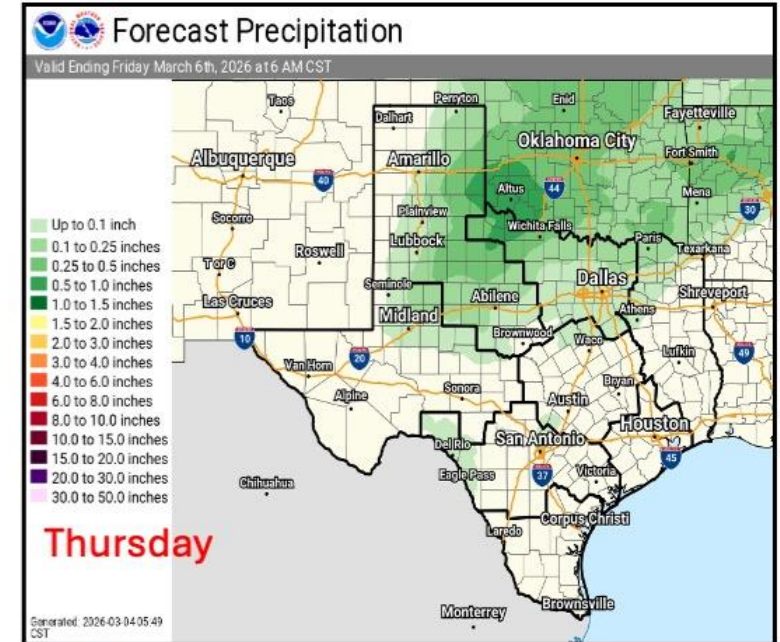 Forecast Precipitation
Valid Ending Friday March 6th, 2026 at 6 AM CST
Taos
Perryton
Enid
Dalhart
Fayetteville
Oklahoma City
Albuquerque
Amarillo
Fort Smith
40
Altus
44
Mena
Plainview
30
Socorro
Wichita Falls
Roswell
Lubbock
Paris
Texarkana
T or C
Seminole
Dallas
Las Cruces
Abilene
Shreveport
Midland
Athens
10
Brownwood
Waco
20
Lufkin
49
Van Horn
Bryan
Sonora
Alpine
Austin
Houston
Del Rio
San Antonio
45
Eagle Pass
37
Victoria
Chihuahua
Corpus Christi
Laredo
Monterrey
Brownsville
Up to 0.1 inch
0.1 to 0.25 inches
0.25 to 0.5 inches
0.5 to 1.0 inches
1.0 to 1.5 inches
1.5 to 2.0 inches
2.0 to 3.0 inches
3.0 to 4.0 inches
4.0 to 6.0 inches
6.0 to 8.0 inches
8.0 to 10.0 inches
10.0 to 15.0 inches
15.0 to 20.0 inches
20.0 to 30.0 inches
30.0 to 50.0 inches
Thursday
Generated: 2026-03-04 05:49
CST